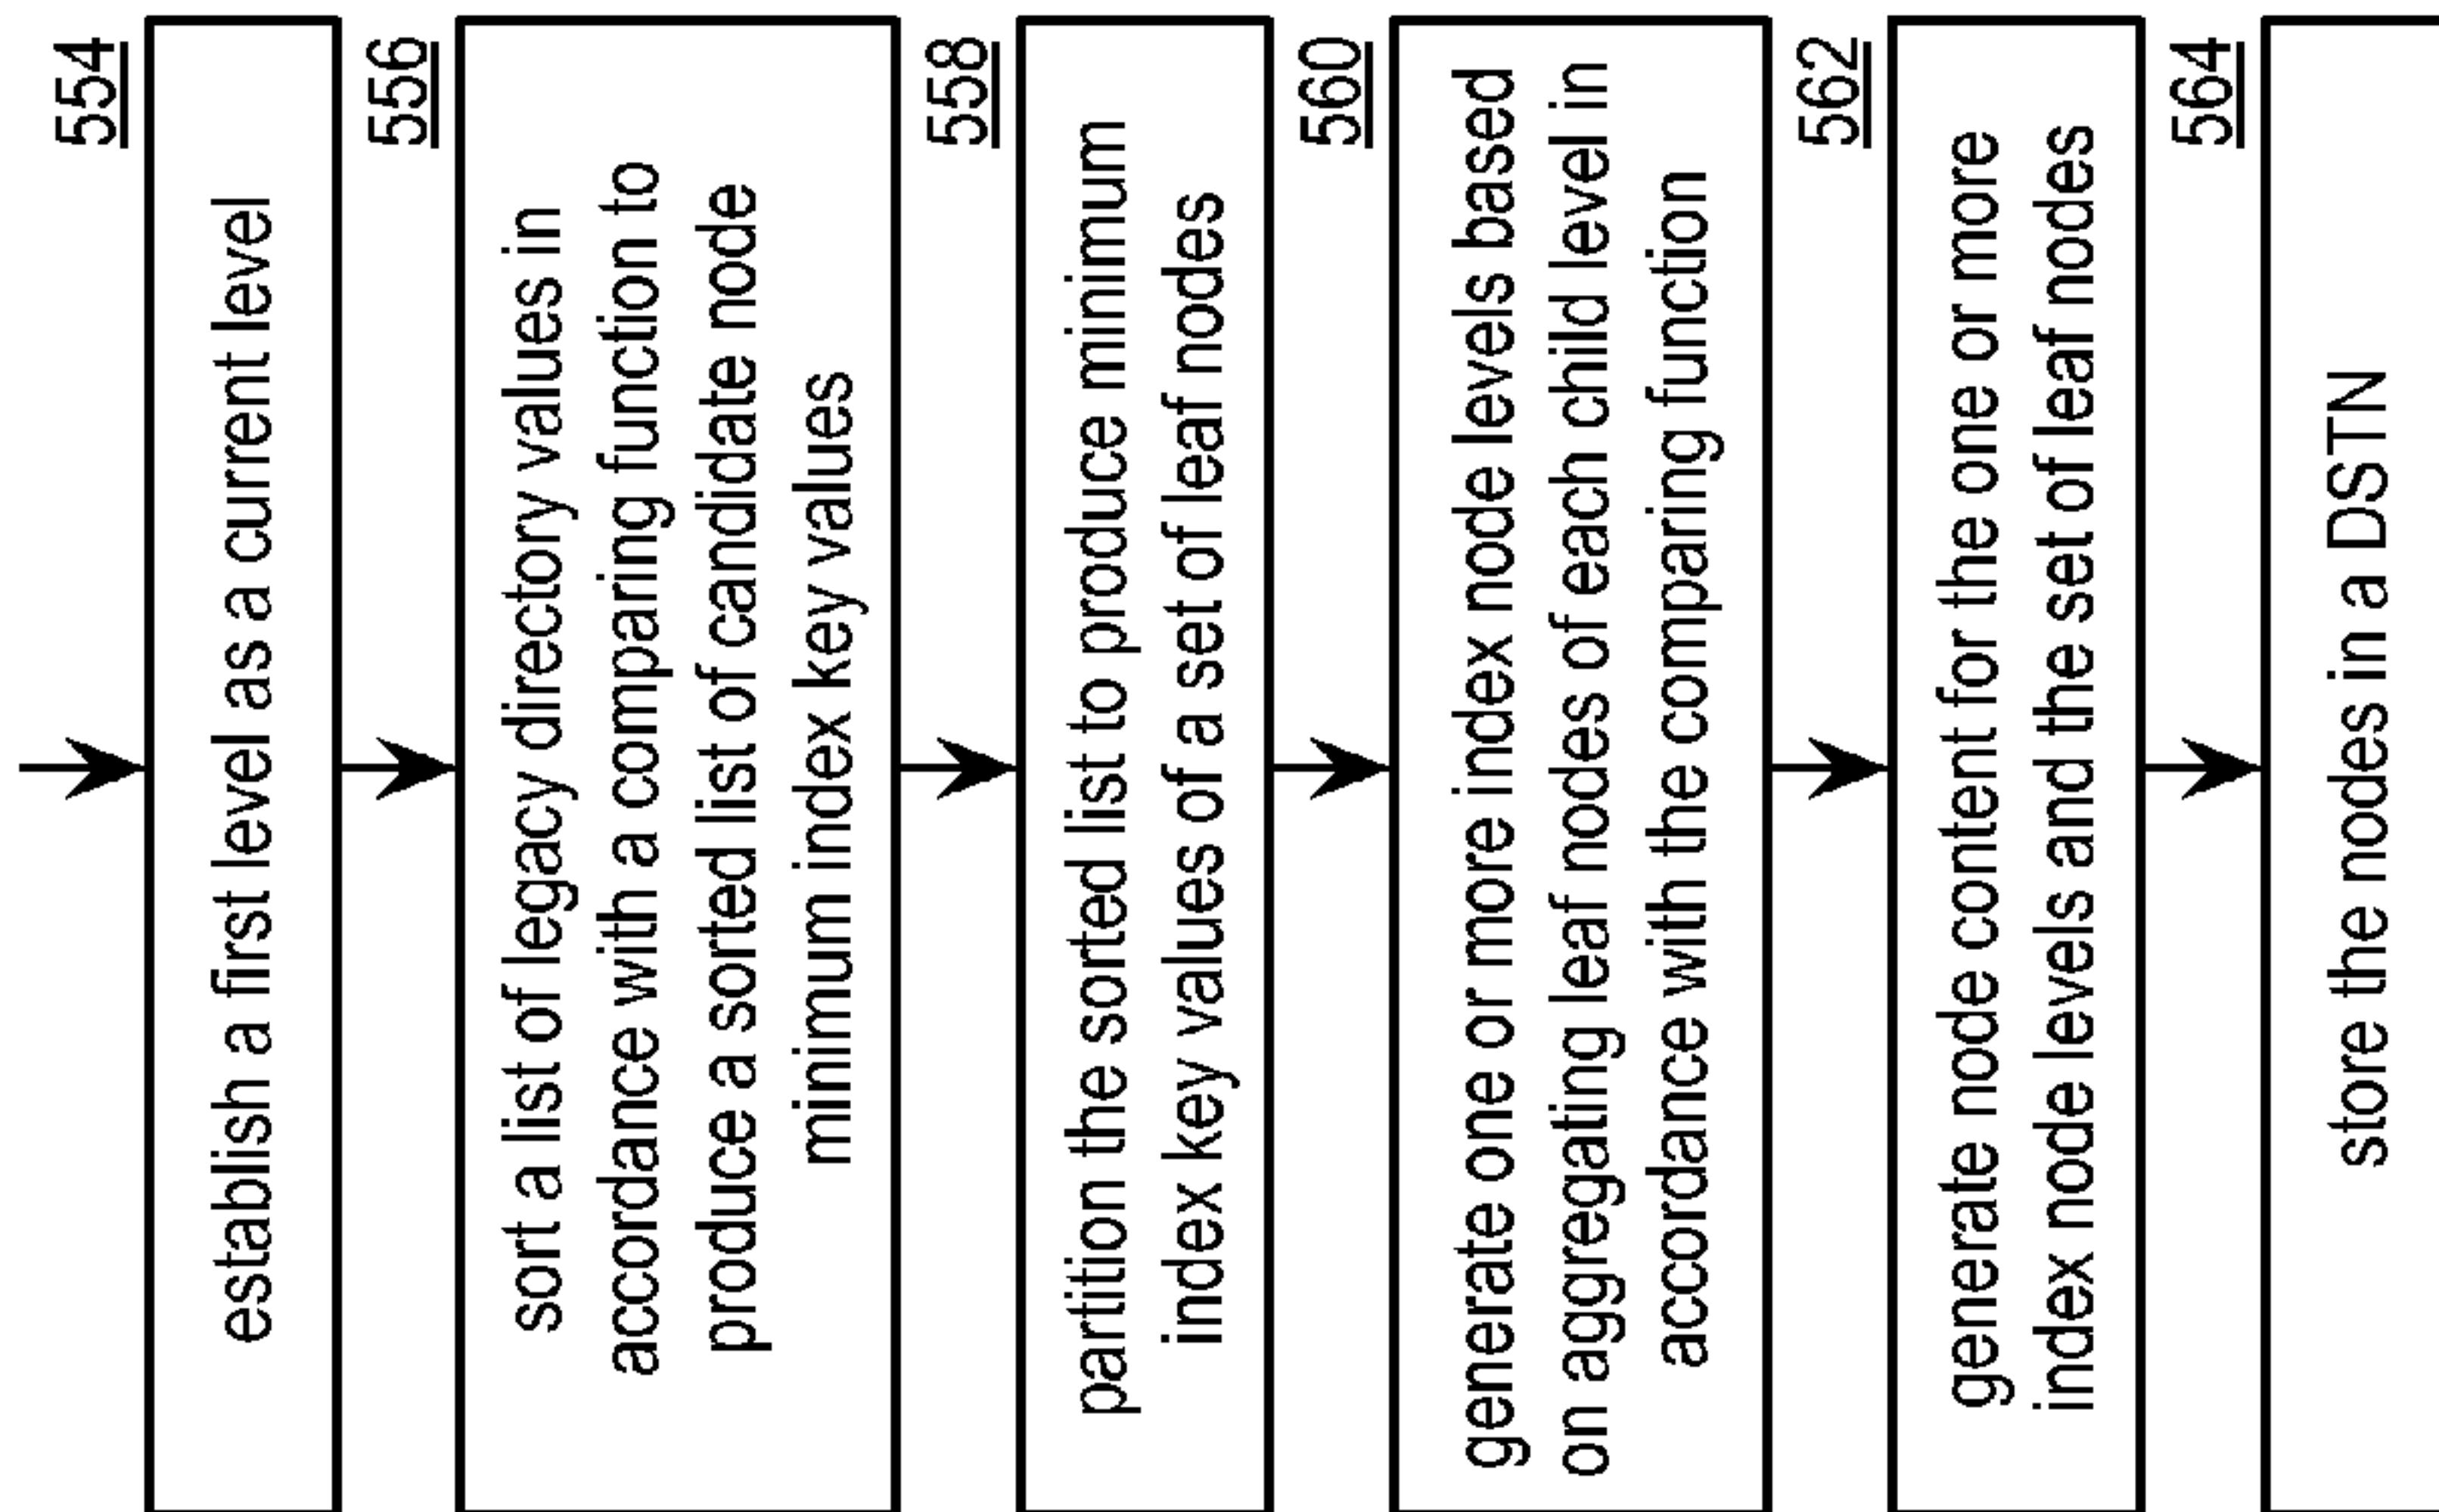 554
establish a first level as a current level
556
sort a list of legacy directory values in
accordance with a comparing function to
produce a sorted list of candidate node
minimum index key values
558
partition the sorted list to produce minimum
index key values of a set of leaf nodes
560
generate one or more index node levels based
on aggregating leaf nodes of each child level in
accordance with the comparing function
562
generate node content for the one or more
index node levels and the set of leaf nodes
564
store the nodes in a DSTN